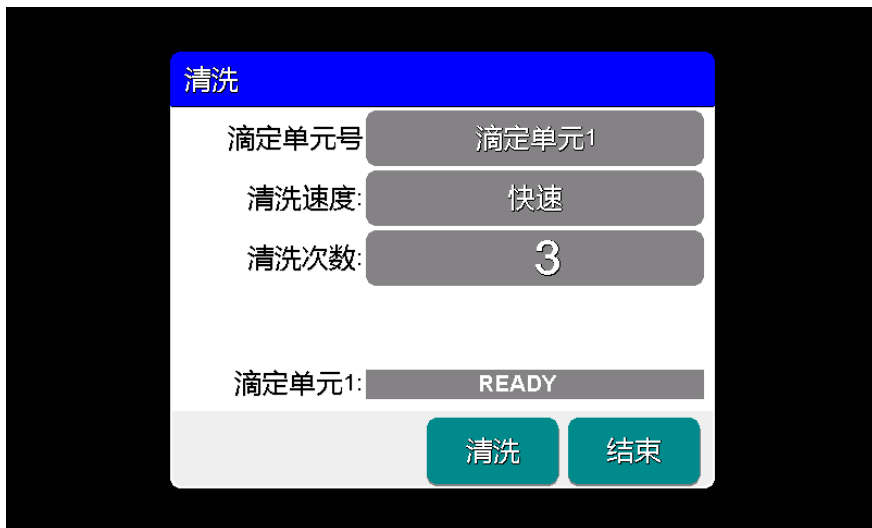 清洗
滴定单元号 滴定单元1
清洗速度: 快速
清洗次数: 3
滴定单元1: READY
清洗 结束